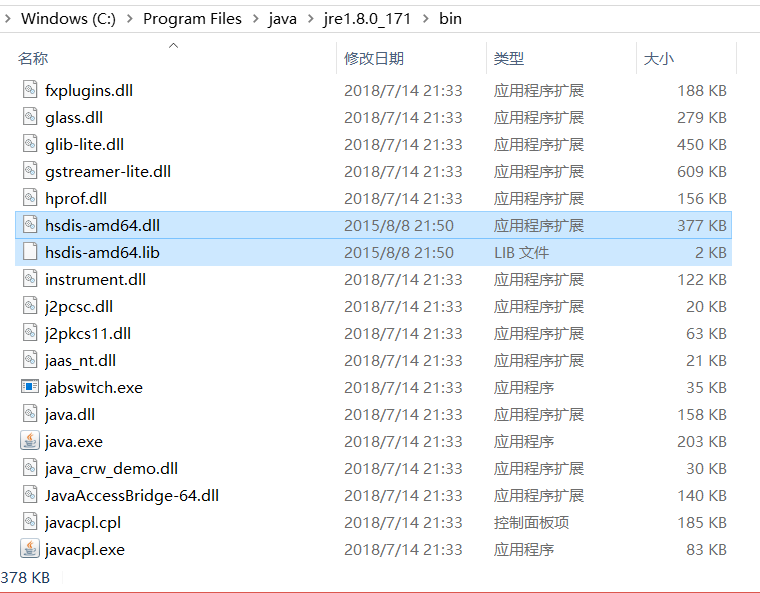 Windows (C:) > Program Files > java > jre1.8.0_171 > bin
名称 修改日期 类型 大小
fxplugins.dll 2018/7/14 21:33 应用程序扩展 188 KB
glass.dll 2018/7/14 21:33 应用程序扩展 279 KB
glib-lite.dll 2018/7/14 21:33 应用程序扩展 450 KB
gstreamer-lite.dll 2018/7/14 21:33 应用程序扩展 609 KB
hprof.dll 2018/7/14 21:33 应用程序扩展 156 KB
hsdis-amd64.dll 2015/8/8 21:50 应用程序扩展 377 KB
hsdis-amd64.lib 2015/8/8 21:50 LIB 文件 2 KB
instrument.dll 2018/7/14 21:33 应用程序扩展 122 KB
j2pcsc.dll 2018/7/14 21:33 应用程序扩展 20 KB
j2pkcs11.dll 2018/7/14 21:33 应用程序扩展 63 KB
jaas_nt.dll 2018/7/14 21:33 应用程序扩展 21 KB
jabswitch.exe 2018/7/14 21:33 应用程序 35 KB
java.dll 2018/7/14 21:33 应用程序扩展 158 KB
java.exe 2018/7/14 21:33 应用程序 203 KB
java_crw_demo.dll 2018/7/14 21:33 应用程序扩展 30 KB
JavaAccessBridge-64.dll 2018/7/14 21:33 应用程序扩展 140 KB
javacpl.cpl 2018/7/14 21:33 控制面板项 185 KB
javacpl.exe 2018/7/14 21:33 应用程序 83 KB
378 KB